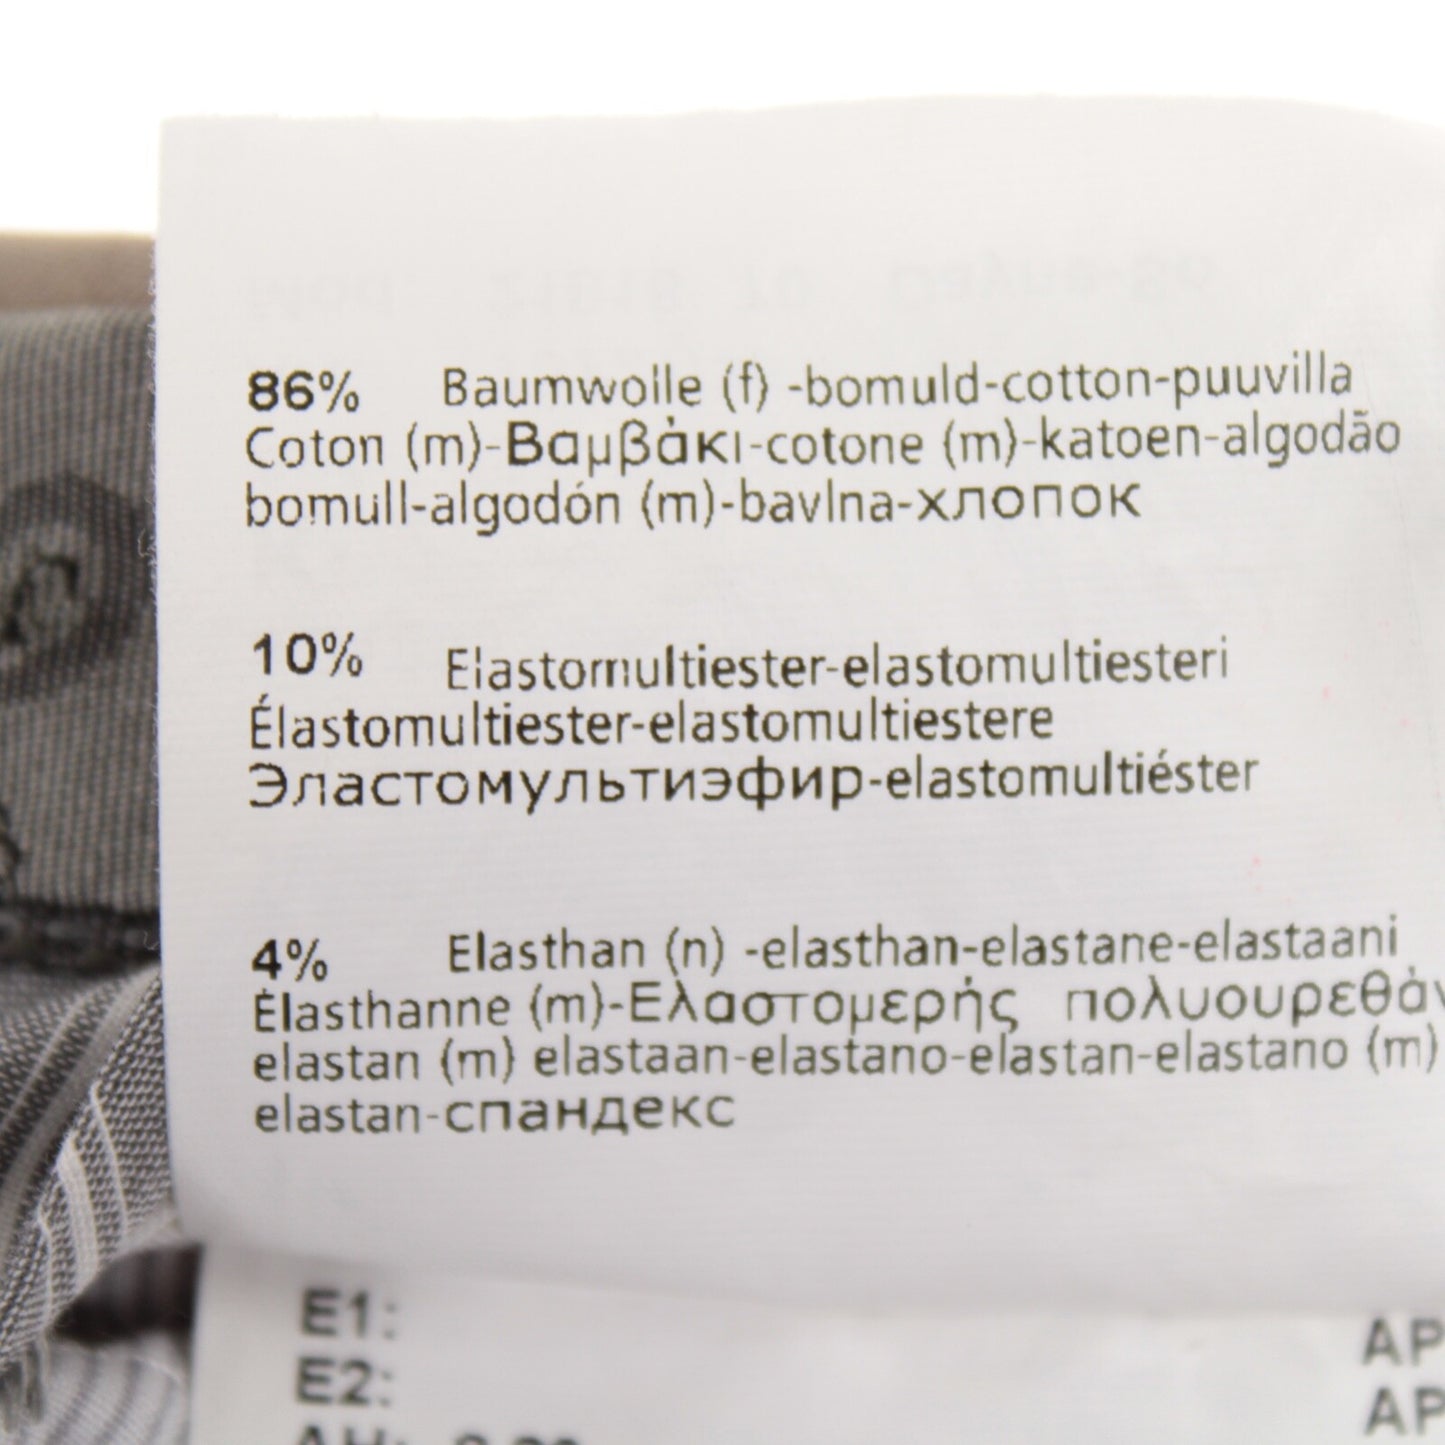 86% Baumwolle (f) -bomuld-cotton-puuvilla
Coton (m)-Βαμβάκι-cotone (m)-katoen-algodão
bomull-algodón (m)-bavlna-хлопок
10% Elastomultiester-elastomultiesteri
Élastomultiester-elastomultiestere
Эластомультиэфир-elastomultiéster
4% Elasthan (n) -elasthan-elastane-elastaani
Élasthanne (m)-Ελαστομερής πολυουρεθάν
elastan (m) elastaan-elastano-elastan-elastano (m)
elastan-спандекс
E1:
E2:
AP
AP